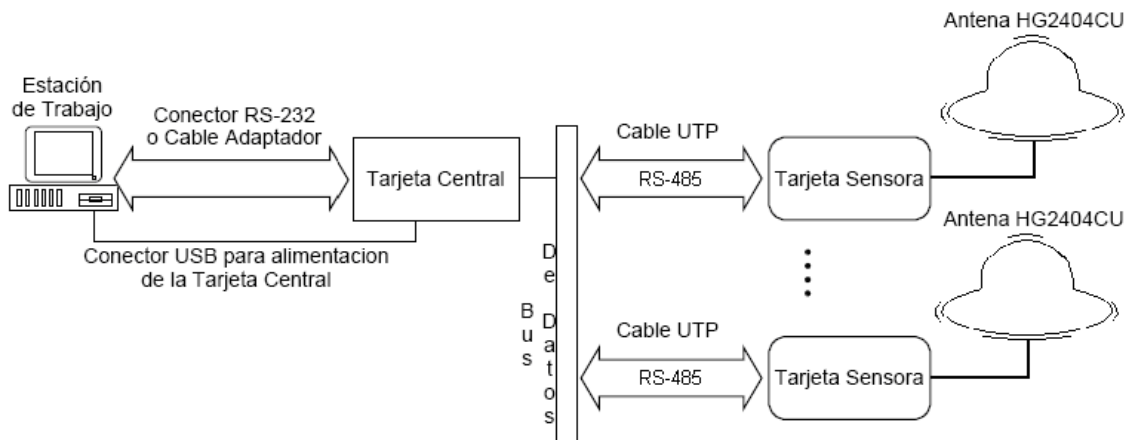 Antena HG2404CU
Estación
de Trabajo
Conector RS-232
o Cable Adaptador
Tarjeta Central
Cable UTP
RS-485
Tarjeta Sensora
Conector USB para alimentacion
de la Tarjeta Central
Bus
De
Datos
Antena HG2404CU
Cable UTP
RS-485
Tarjeta Sensora